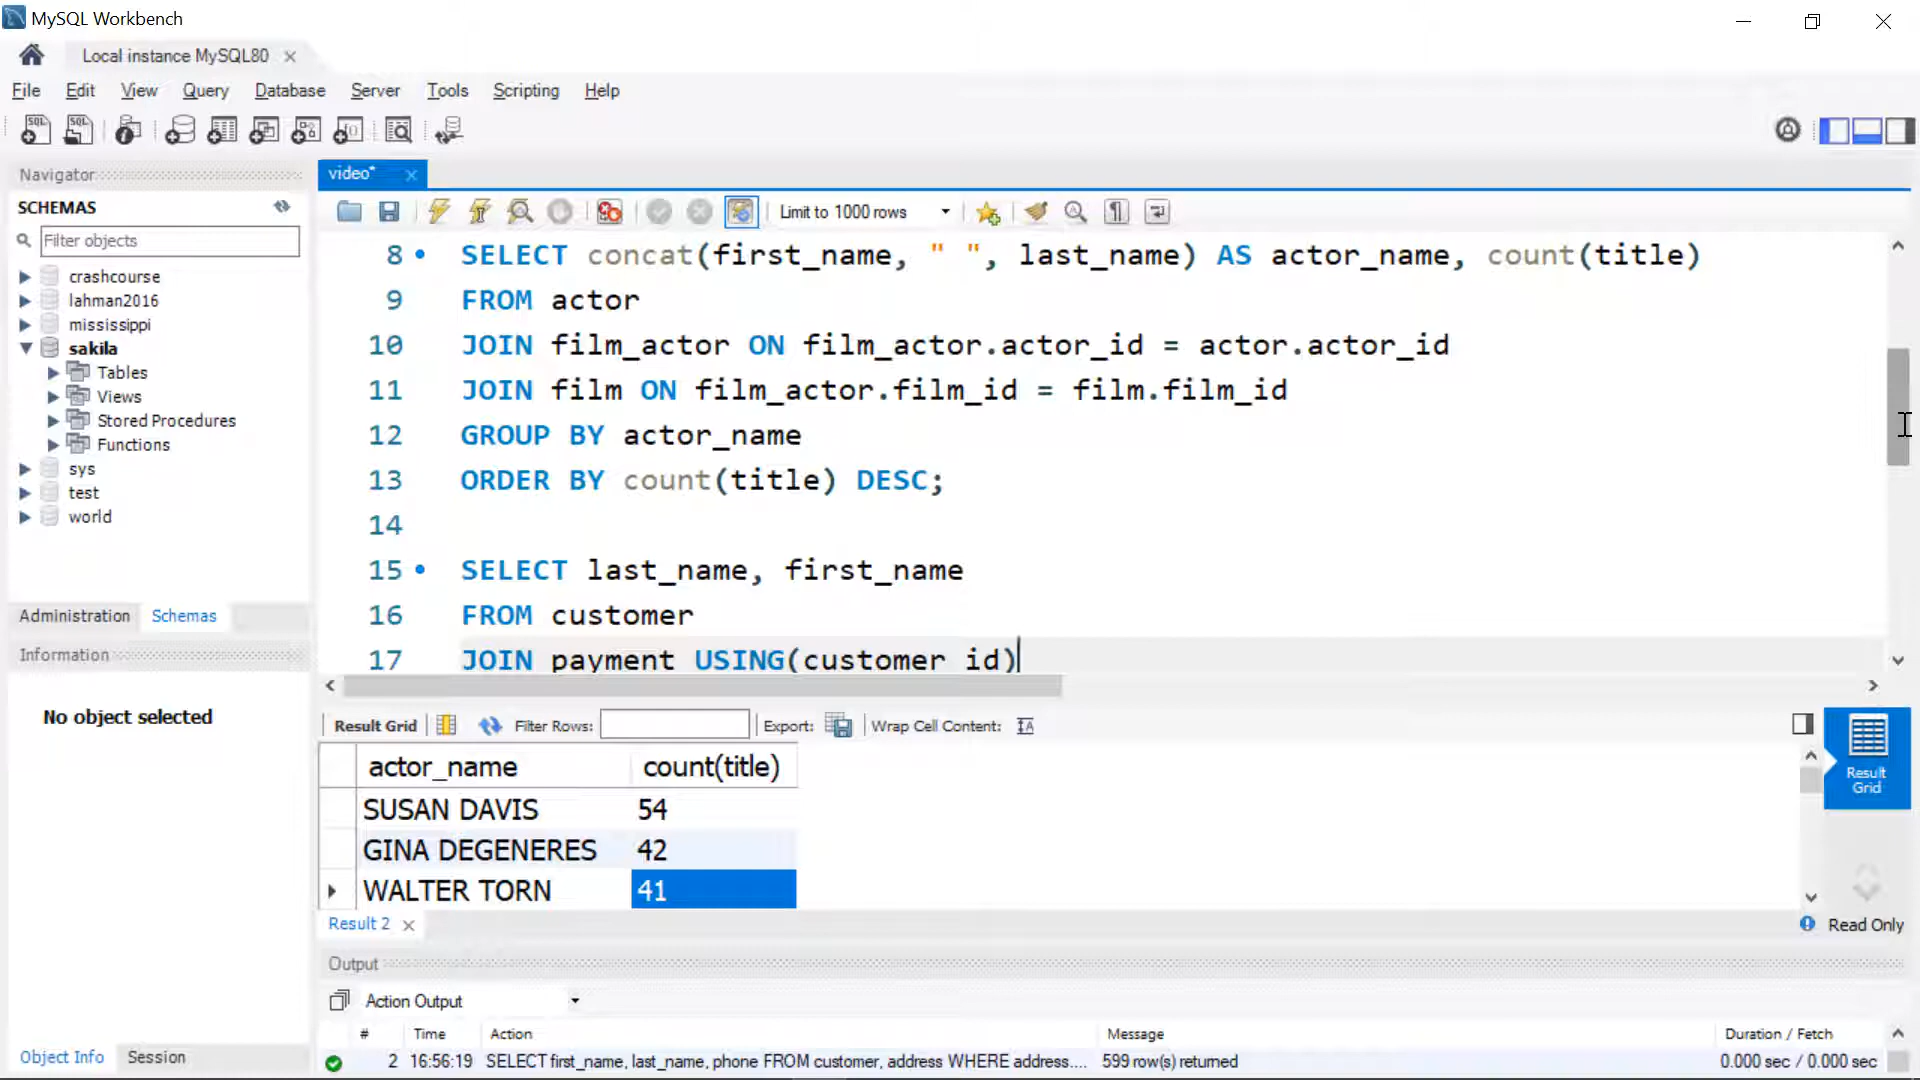 MySQL Workbench
Local instance MySQL80
File Edit View Query Database Server Tools Scripting Help
Navigator
SCHEMAS
Filter objects
crashcourse
lahman2016
mississippi
sakila
Tables
Views
Stored Procedures
Functions
sys
test
world
Administration Schemas
Information
No object selected
Object Info Session
video*
Limit to 1000 rows
8 SELECT concat(first_name, " ", last_name) AS actor_name, count(title)
9 FROM actor
10 JOIN film_actor ON film_actor.actor_id = actor.actor_id
11 JOIN film ON film_actor.film_id = film.film_id
12 GROUP BY actor_name
13 ORDER BY count(title) DESC;
14
15 SELECT last_name, first_name
16 FROM customer
17 JOIN payment USING(customer_id)
Result Grid Filter Rows: Export: Wrap Cell Content:
actor_name count(title)
SUSAN DAVIS 54
GINA DEGENERES 42
WALTER TORN 41
Result Grid
Result 2
Read Only
Output
Action Output
# Time Action Message Duration / Fetch
2 16:56:19 SELECT first_name, last_name, phone FROM customer, address WHERE address.... 599 row(s) returned 0.000 sec / 0.000 sec